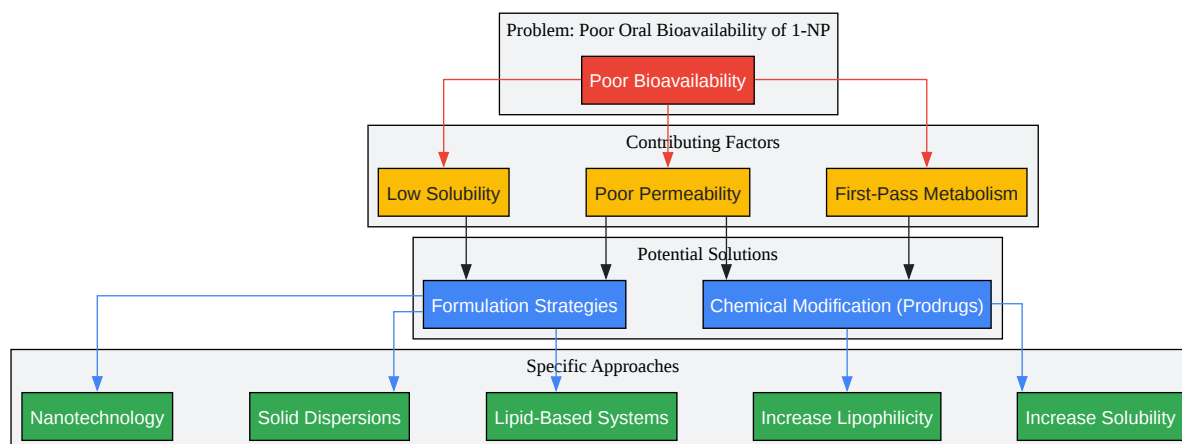 Problem: Poor Oral Bioavailability of 1-NP
Poor Bioavailability
Contributing Factors
Low Solubility
Poor Permeability
First-Pass Metabolism
Potential Solutions
Formulation Strategies
Chemical Modification (Prodrugs)
Specific Approaches
Nanotechnology
Solid Dispersions
Lipid-Based Systems
Increase Lipophilicity
Increase Solubility